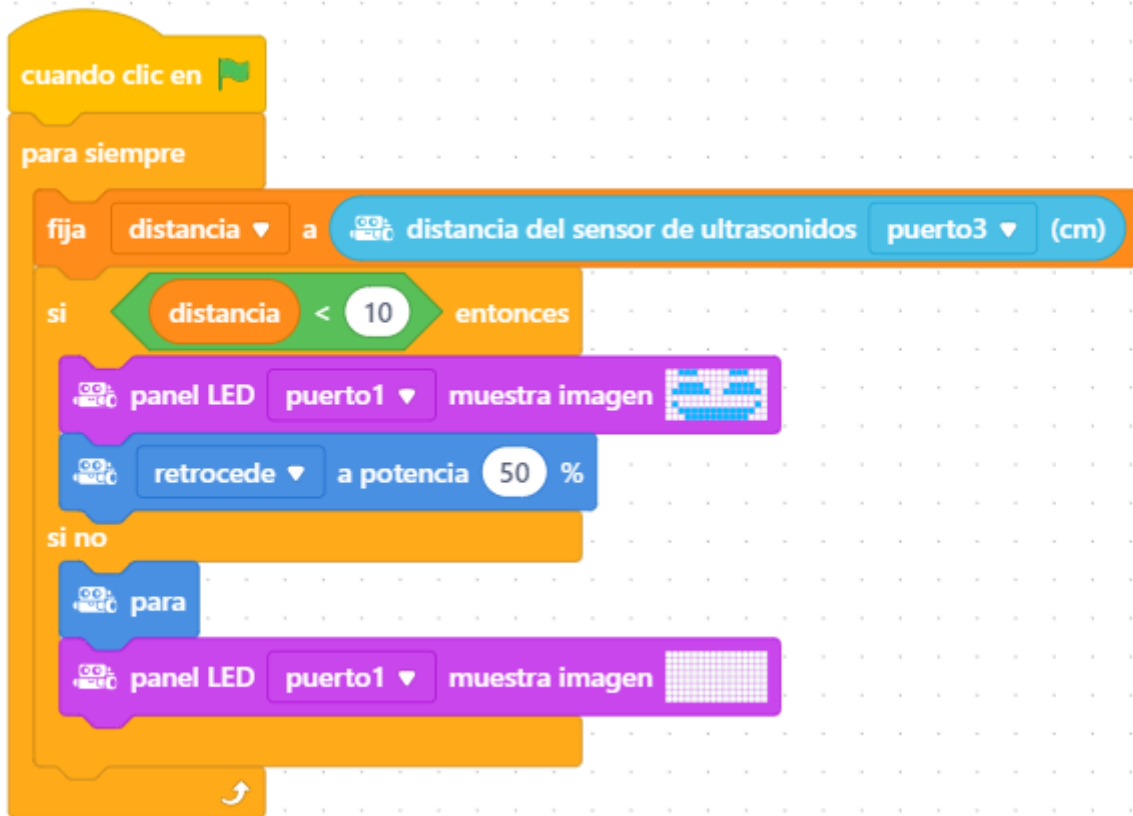 cuando clic en
para siempre
fija distancia a distancia del sensor de ultrasonidos puerto3 (cm)
si distancia < 10 entonces
panel LED puerto1 muestra imagen
retrocede a potencia 50 %
si no
para
panel LED puerto1 muestra imagen